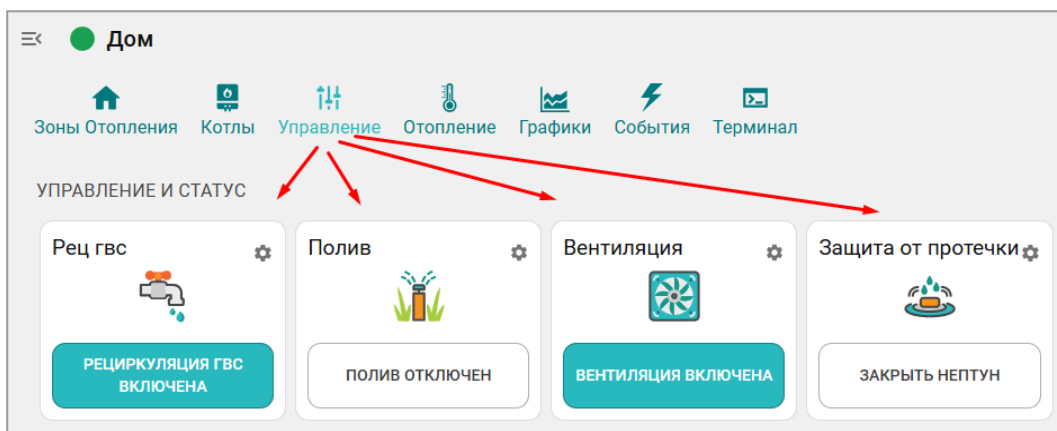 Дом
Зоны Отопления Котлы Управление Отопление Графики События Терминал
УПРАВЛЕНИЕ И СТАТУС
Рец гвс Полив Вентиляция Защита от протечки
РЕЦИРКУЛЯЦИЯ ГВС
ВКЛЮЧЕНА
ПОЛИВ ОТКЛЮЧЕН
ВЕНТИЛЯЦИЯ ВКЛЮЧЕНА
ЗАКРЫТЬ НЕПТУН